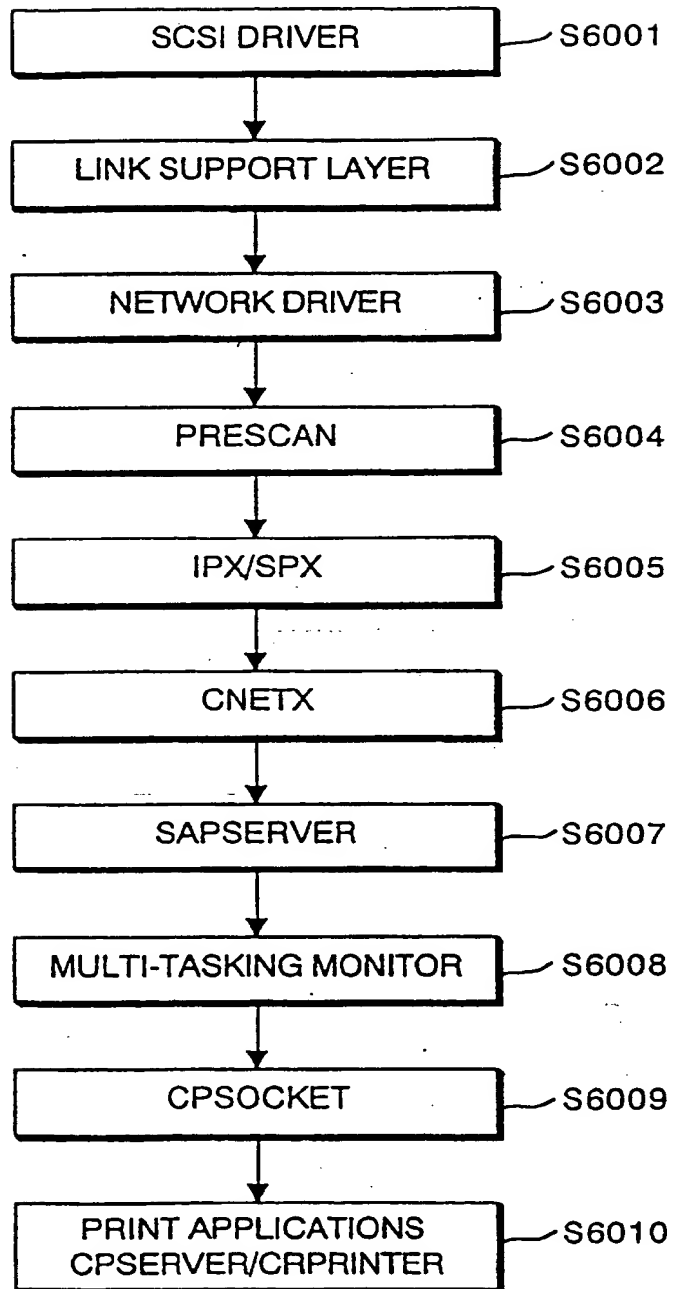 SCSI DRIVER
S6001
LINK SUPPORT LAYER
S6002
NETWORK DRIVER
S6003
PRESCAN
S6004
IPX/SPX
S6005
CNETX
S6006
SAPSERVER
S6007
MULTI-TASKING MONITOR
S6008
CPSOCKET
S6009
PRINT APPLICATIONS
CPSERVER/CRPRINTER
S6010